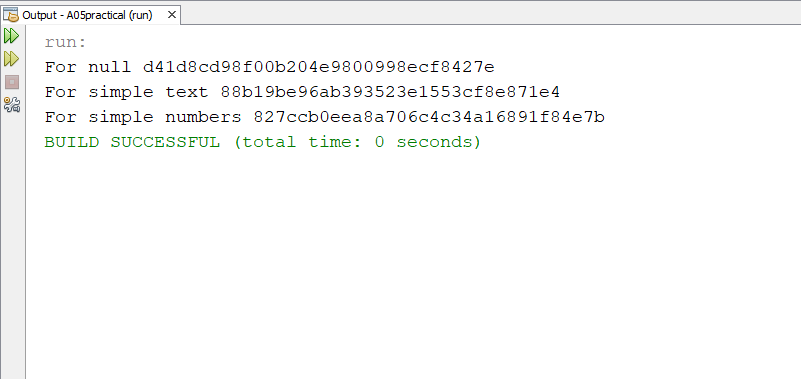 Output - A05practical (run)
run:
For null d41d8cd98f00b204e9800998ecf8427e
For simple text 88b19be96ab393523e1553cf8e871e4
For simple numbers 827ccb0eea8a706c4c34a16891f84e7b
BUILD SUCCESSFUL (total time: 0 seconds)